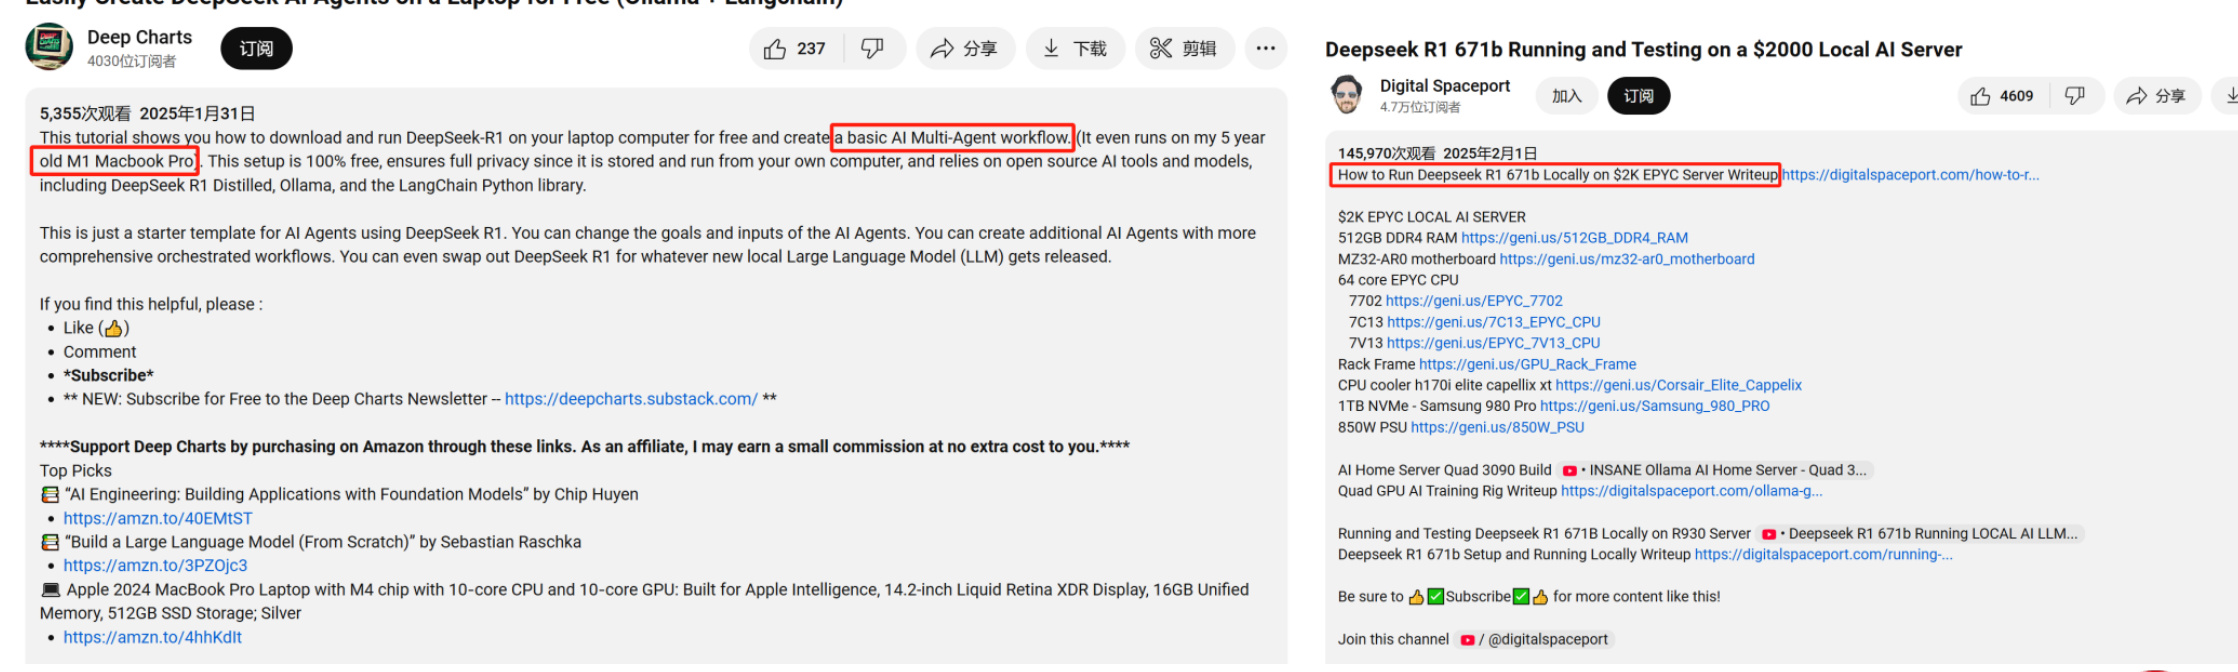 Easily Create DeepSeek AI Agents on a Laptop for Free (Ollama + Langchain)
Deep Charts
4030位订阅者
订阅
237
分享
下载
剪辑
5,355次观看 2025年1月31日
This tutorial shows you how to download and run DeepSeek-R1 on your laptop computer for free and create a basic AI Multi-Agent workflow. (It even runs on my 5 year
old M1 Macbook Pro). This setup is 100% free, ensures full privacy since it is stored and run from your own computer, and relies on open source AI tools and models,
including DeepSeek R1 Distilled, Ollama, and the LangChain Python library.
This is just a starter template for AI Agents using DeepSeek R1. You can change the goals and inputs of the AI Agents. You can create additional AI Agents with more
comprehensive orchestrated workflows. You can even swap out DeepSeek R1 for whatever new local Large Language Model (LLM) gets released.
If you find this helpful, please :
• Like (👍)
• Comment
• *Subscribe*
• ** NEW: Subscribe for Free to the Deep Charts Newsletter -- https://deepcharts.substack.com/ **
****Support Deep Charts by purchasing on Amazon through these links. As an affiliate, I may earn a small commission at no extra cost to you.****
Top Picks
📚 “AI Engineering: Building Applications with Foundation Models” by Chip Huyen
• https://amzn.to/40EMtST
📚 “Build a Large Language Model (From Scratch)” by Sebastian Raschka
• https://amzn.to/3PZOjc3
💻 Apple 2024 MacBook Pro Laptop with M4 chip with 10-core CPU and 10-core GPU: Built for Apple Intelligence, 14.2-inch Liquid Retina XDR Display, 16GB Unified
Memory, 512GB SSD Storage; Silver
• https://amzn.to/4hhKdIt
Deepseek R1 671b Running and Testing on a $2000 Local AI Server
Digital Spaceport
4.7万位订阅者
加入
订阅
4609
分享
145,970次观看 2025年2月1日
How to Run Deepseek R1 671b Locally on $2K EPYC Server Writeup https://digitalspaceport.com/how-to-r...
$2K EPYC LOCAL AI SERVER
512GB DDR4 RAM https://geni.us/512GB_DDR4_RAM
MZ32-AR0 motherboard https://geni.us/mz32-ar0_motherboard
64 core EPYC CPU
7702 https://geni.us/EPYC_7702
7C13 https://geni.us/7C13_EPYC_CPU
7V13 https://geni.us/EPYC_7V13_CPU
Rack Frame https://geni.us/GPU_Rack_Frame
CPU cooler h170i elite capellix xt https://geni.us/Corsair_Elite_Cappelix
1TB NVMe - Samsung 980 Pro https://geni.us/Samsung_980_PRO
850W PSU https://geni.us/850W_PSU
AI Home Server Quad 3090 Build • INSANE Ollama AI Home Server - Quad 3...
Quad GPU AI Training Rig Writeup https://digitalspaceport.com/ollama-g...
Running and Testing Deepseek R1 671B Locally on R930 Server • Deepseek R1 671b Running LOCAL AI LLM...
Deepseek R1 671b Setup and Running Locally Writeup https://digitalspaceport.com/running-...
Be sure to 👍✅Subscribe✅👍 for more content like this!
Join this channel / @digitalspaceport